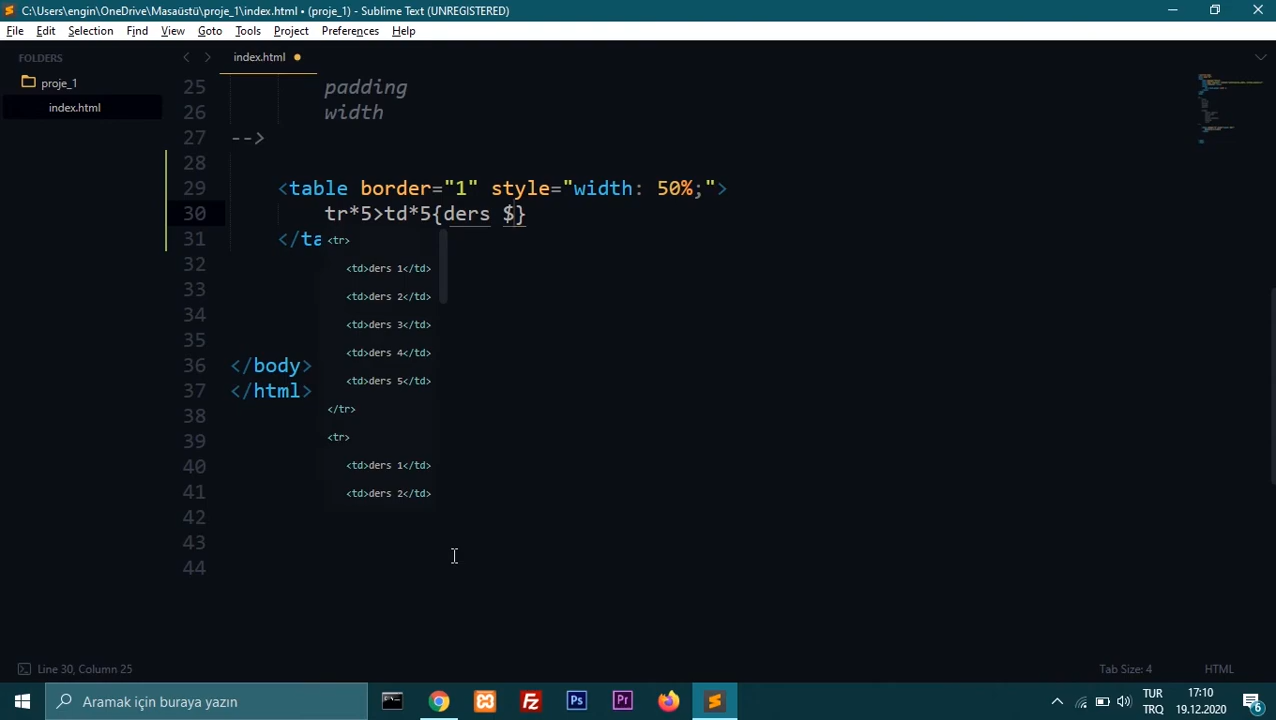 C:\Users\engin\OneDrive\Masaüstü\proje_1\index.html • (proje_1) - Sublime Text (UNREGISTERED)
File Edit Selection Find View Goto Tools Project Preferences Help
FOLDERS
proje_1
index.html
index.html
25 padding
26 width
27 -->
28
29 <table border="1" style="width: 50%;">
30 tr*5>td*5{ders $}
31 </ta
32
33
34
35
36 </body>
37 </html>
38
39
40
41
42
43
44
<tr>
<td>ders 1</td>
<td>ders 2</td>
<td>ders 3</td>
<td>ders 4</td>
<td>ders 5</td>
</tr>
<tr>
<td>ders 1</td>
<td>ders 2</td>
Line 30, Column 25
Tab Size: 4 HTML
Aramak için buraya yazın
Fz Ps Pr
TUR
TRQ
17:10
19.12.2020
6